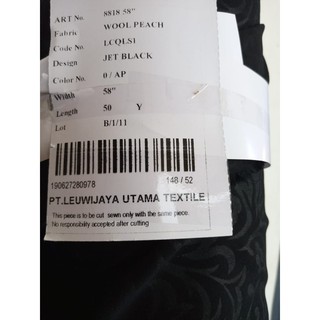 ART No. 8818 58"
Fabric WOOL PEACH
Code No. LCQLS1
Design JET BLACK
Color No. 0 / AP
Width 58"
Length 50 Y
Lot B/1/11
190627280978 148 / 52
PT.LEUWIJAYA UTAMA TEXTILE
This piece is to be cut sewn only with the same piece.
No responsibility accepted after cutting